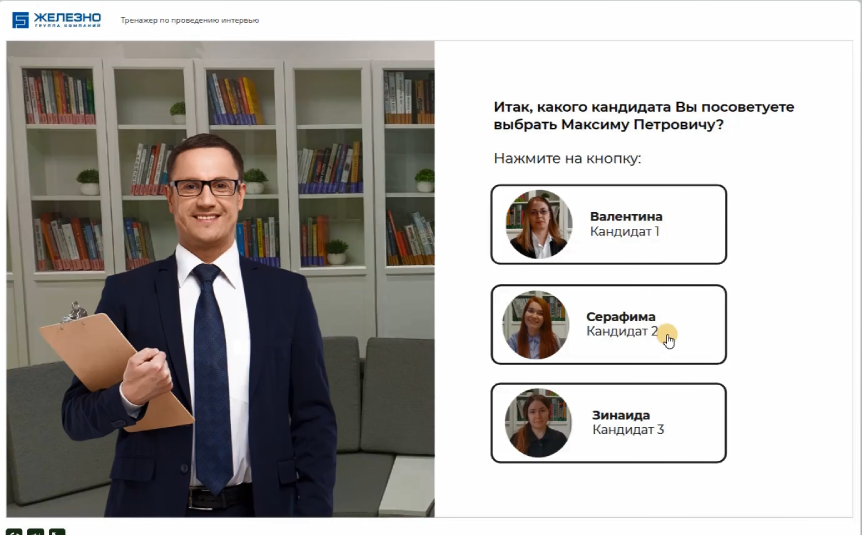 ЖЕЛЕЗНО
ГРУППА КОМПАНИЙ
Тренажер по проведению интервью
Итак, какого кандидата Вы посоветуете
выбрать Максиму Петровичу?
Нажмите на кнопку:
Валентина
Кандидат 1
Серафима
Кандидат 2
Зинаида
Кандидат 3